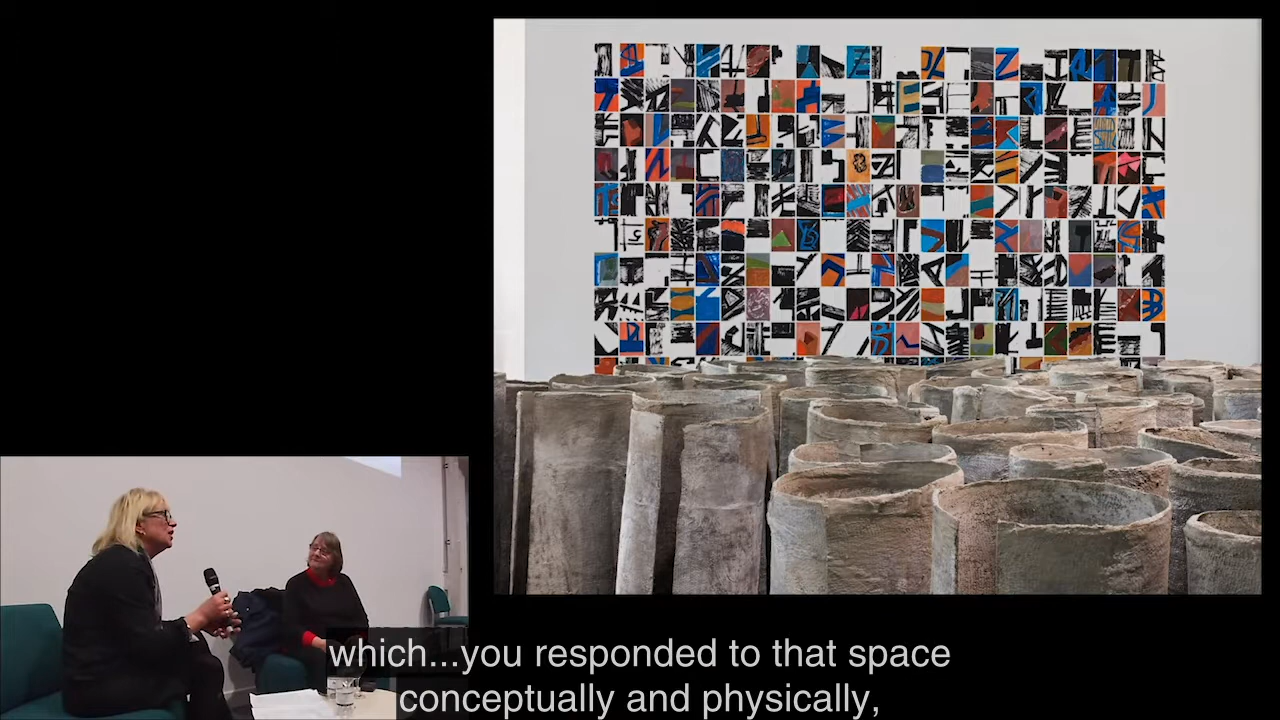 which...you responded to that space
conceptually and physically,